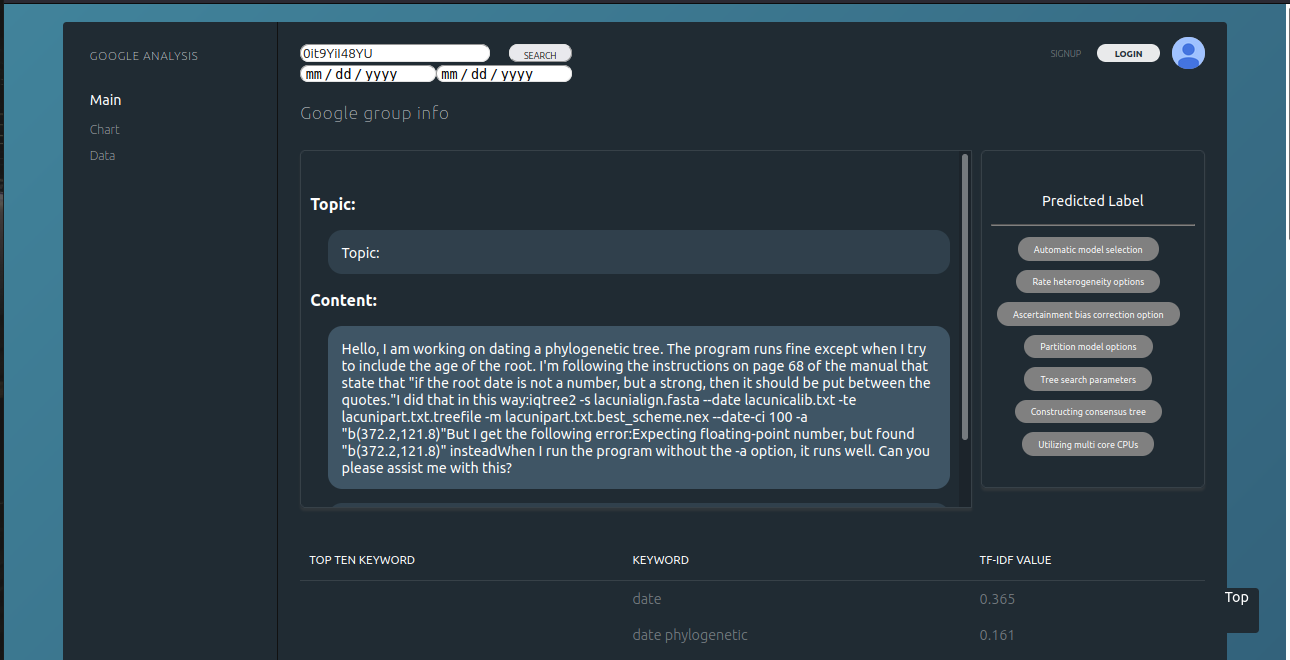 GOOGLE ANALYSIS
Main
Chart
Data
0it9YiI48YU
SEARCH
mm / dd / yyyy
mm / dd / yyyy
SIGNUP
LOGIN
Google group info
Topic:
Topic:
Content:
Hello, I am working on dating a phylogenetic tree. The program runs fine except when I try
to include the age of the root. I'm following the instructions on page 68 of the manual that
state that "if the root date is not a number, but a strong, then it should be put between the
quotes."I did that in this way:iqtree2 -s lacunialign.fasta --date lacunicalib.txt -te
lacunipart.txt.treefile -m lacunipart.txt.best_scheme.nex --date-ci 100 -a
"b(372.2,121.8)"But I get the following error:Expecting floating-point number, but found
"b(372.2,121.8)" insteadWhen I run the program without the -a option, it runs well. Can you
please assist me with this?
Predicted Label
Automatic model selection
Rate heterogeneity options
Ascertainment bias correction option
Partition model options
Tree search parameters
Constructing consensus tree
Utilizing multi core CPUs
TOP TEN KEYWORD KEYWORD TF-IDF VALUE
date 0.365
Top
date phylogenetic 0.161